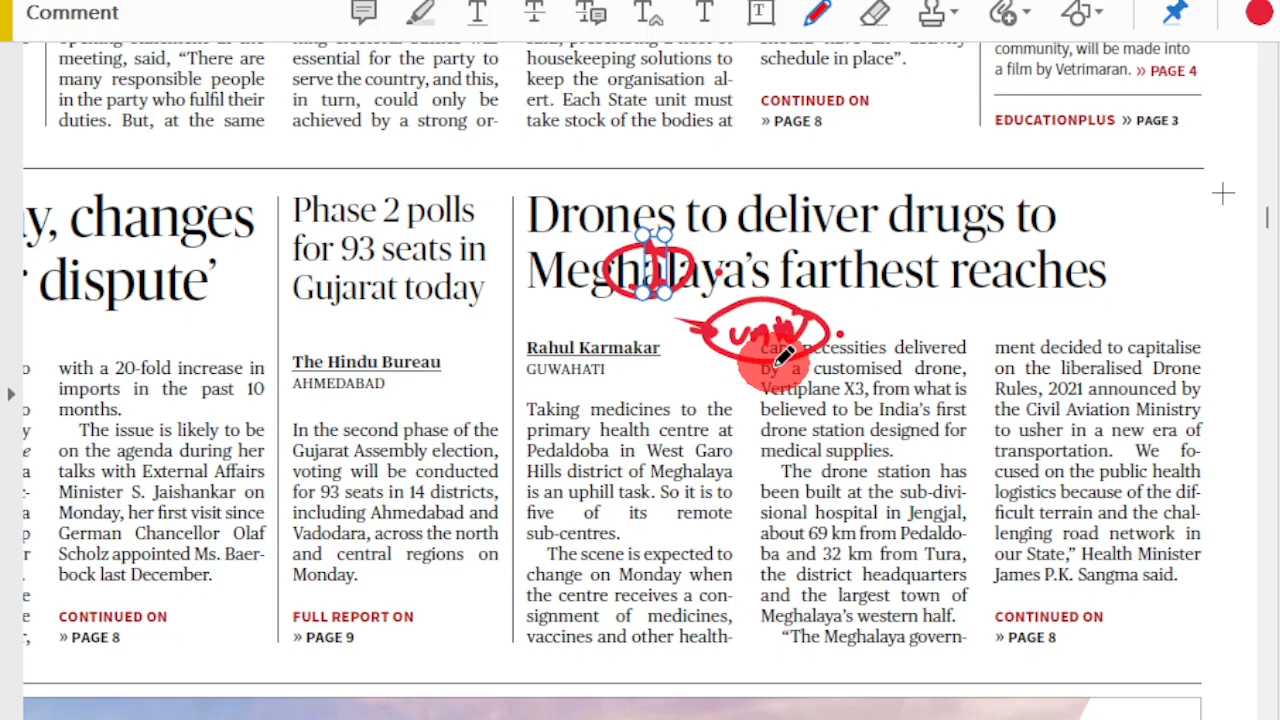 Comment
meeting, said, “There are
many responsible people
in the party who fulfil their
duties. But, at the same
essential for the party to
serve the country, and this,
in turn, could only be
achieved by a strong or-
housekeeping solutions to
keep the organisation al-
ert. Each State unit must
take stock of the bodies at
schedule in place”.
CONTINUED ON
» PAGE 8
community, will be made into
a film by Vetrimaran. » PAGE 4
EDUCATIONPLUS » PAGE 3
y, changes
dispute’
with a 20-fold increase in
imports in the past 10
months.
The issue is likely to be
on the agenda during her
talks with External Affairs
Minister S. Jaishankar on
Monday, her first visit since
German Chancellor Olaf
Scholz appointed Ms. Baer-
bock last December.
CONTINUED ON
» PAGE 8
Phase 2 polls
for 93 seats in
Gujarat today
The Hindu Bureau
AHMEDABAD
In the second phase of the
Gujarat Assembly election,
voting will be conducted
for 93 seats in 14 districts,
including Ahmedabad and
Vadodara, across the north
and central regions on
Monday.
FULL REPORT ON
» PAGE 9
Drones to deliver drugs to
Meghalaya’s farthest reaches
Rahul Karmakar
GUWAHATI
Taking medicines to the
primary health centre at
Pedaldoba in West Garo
Hills district of Meghalaya
is an uphill task. So it is to
five of its remote
sub-centres.
The scene is expected to
change on Monday when
the centre receives a con-
signment of medicines,
vaccines and other health-
care necessities delivered
by a customised drone,
Vertiplane X3, from what is
believed to be India’s first
drone station designed for
medical supplies.
The drone station has
been built at the sub-divi-
sional hospital in Jengjal,
about 69 km from Pedaldo-
ba and 32 km from Tura,
the district headquarters
and the largest town of
Meghalaya’s western half.
“The Meghalaya govern-
ment decided to capitalise
on the liberalised Drone
Rules, 2021 announced by
the Civil Aviation Ministry
to usher in a new era of
transportation. We fo-
cused on the public health
logistics because of the dif-
ficult terrain and the chal-
lenging road network in
our State,” Health Minister
James P.K. Sangma said.
CONTINUED ON
» PAGE 8